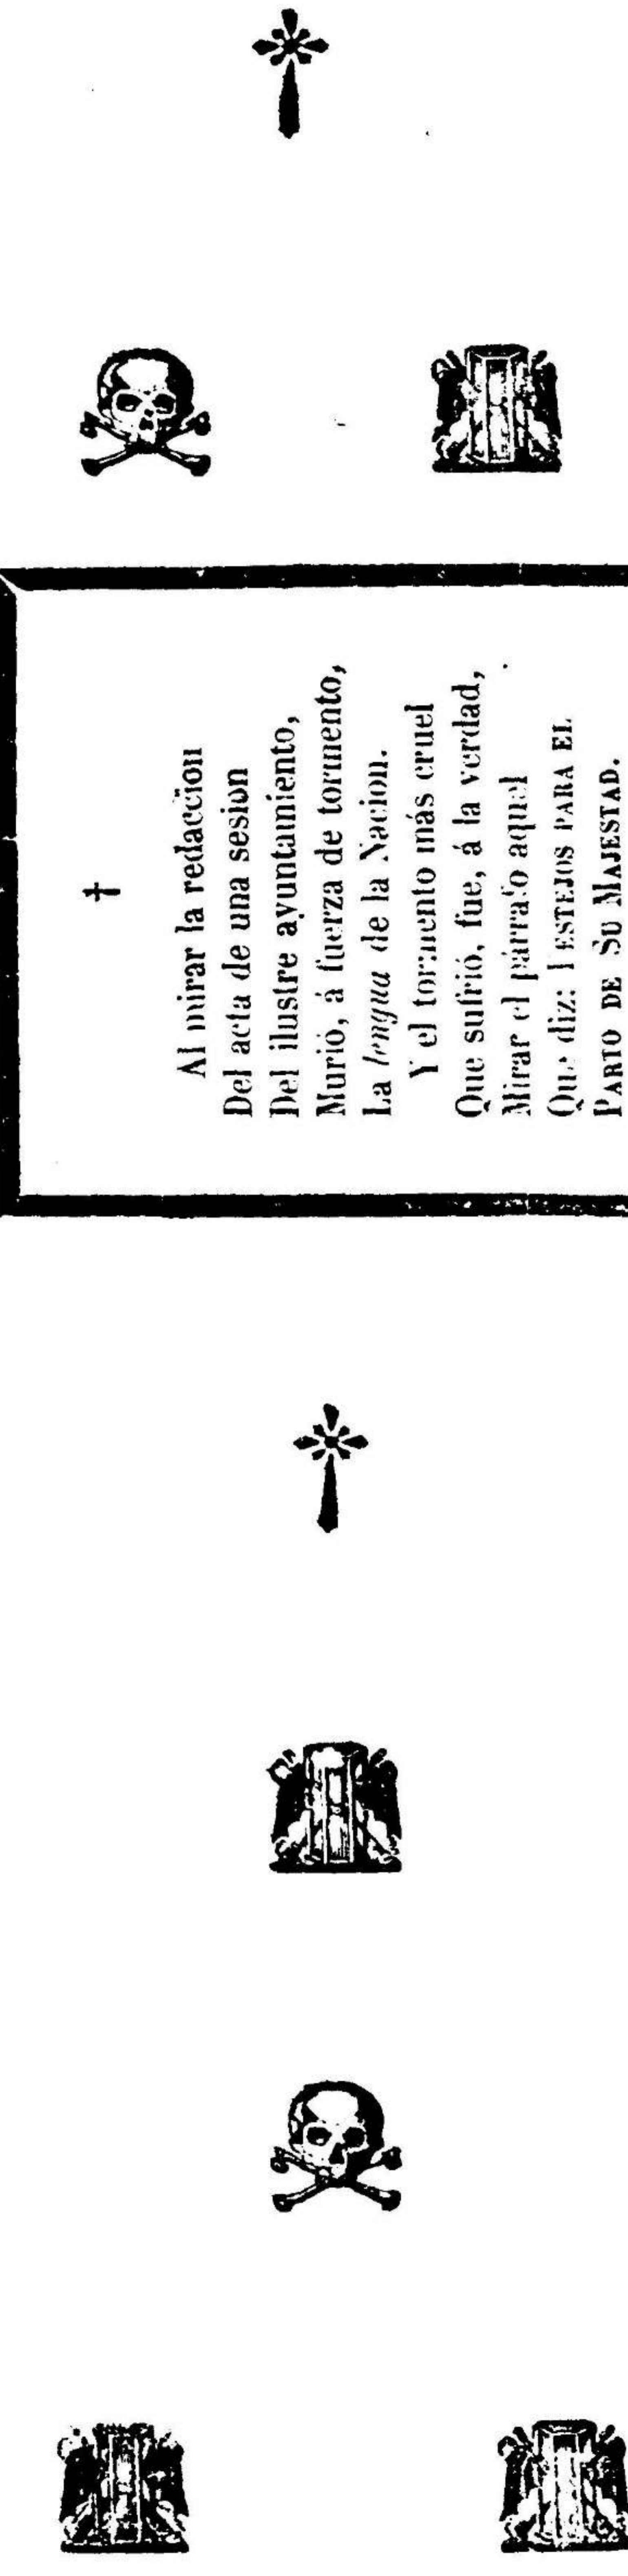 Al mirar la redaccion
Del acta de una sesion
Del ilustre ayuntamiento,
Murió, á fuerza de tormento,
La lengua de la Nacion.
Y el tormento más cruel
Que sufrió, fue, á la verdad,
Mirar el párrafo aquel
Que diz: FESTEJOS PARA EL
PARTO DE SU MAJESTAD.